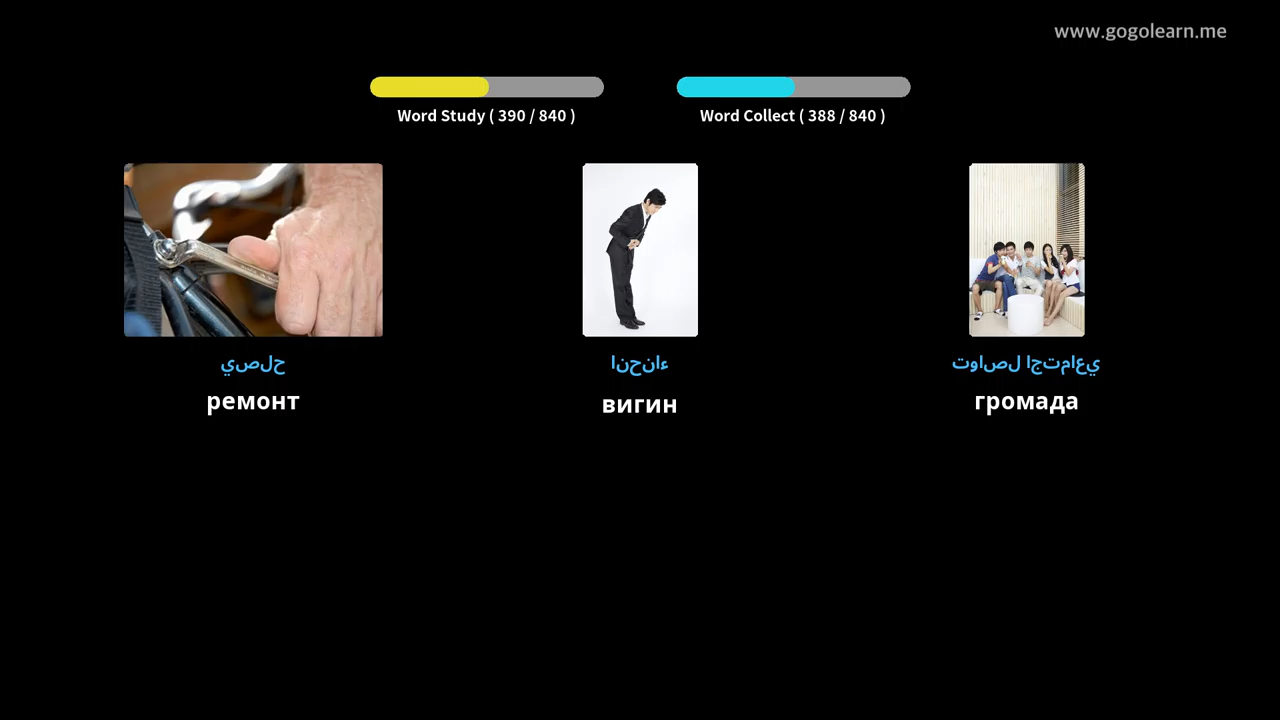 www.gogolearn.me
Word Study ( 390 / 840 )
Word Collect ( 388 / 840 )
يصلح
انحناء
تواصل اجتماعي
ремонт
вигин
громада